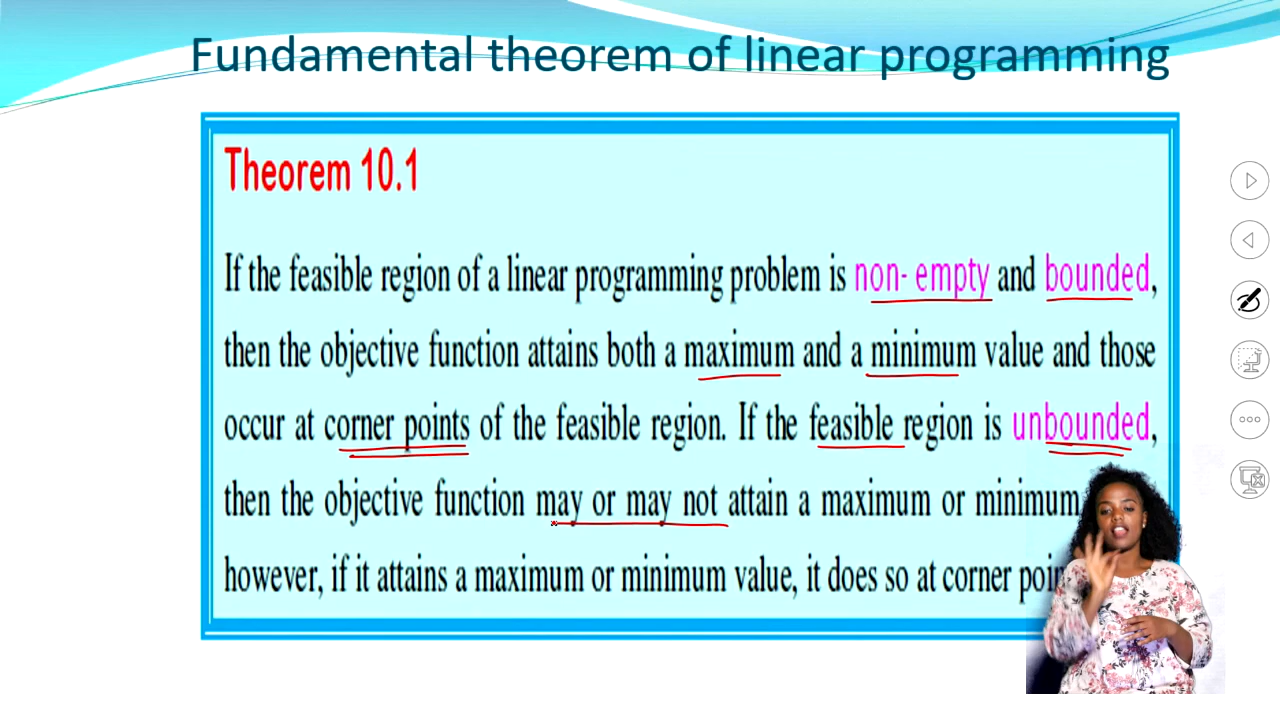 Fundamental theorem of linear programming
Theorem 10.1
If the feasible region of a linear programming problem is non- empty and bounded,
then the objective function attains both a maximum and a minimum value and those
occur at corner points of the feasible region. If the feasible region is unbounded,
then the objective function may or may not attain a maximum or minimum
however, if it attains a maximum or minimum value, it does so at corner